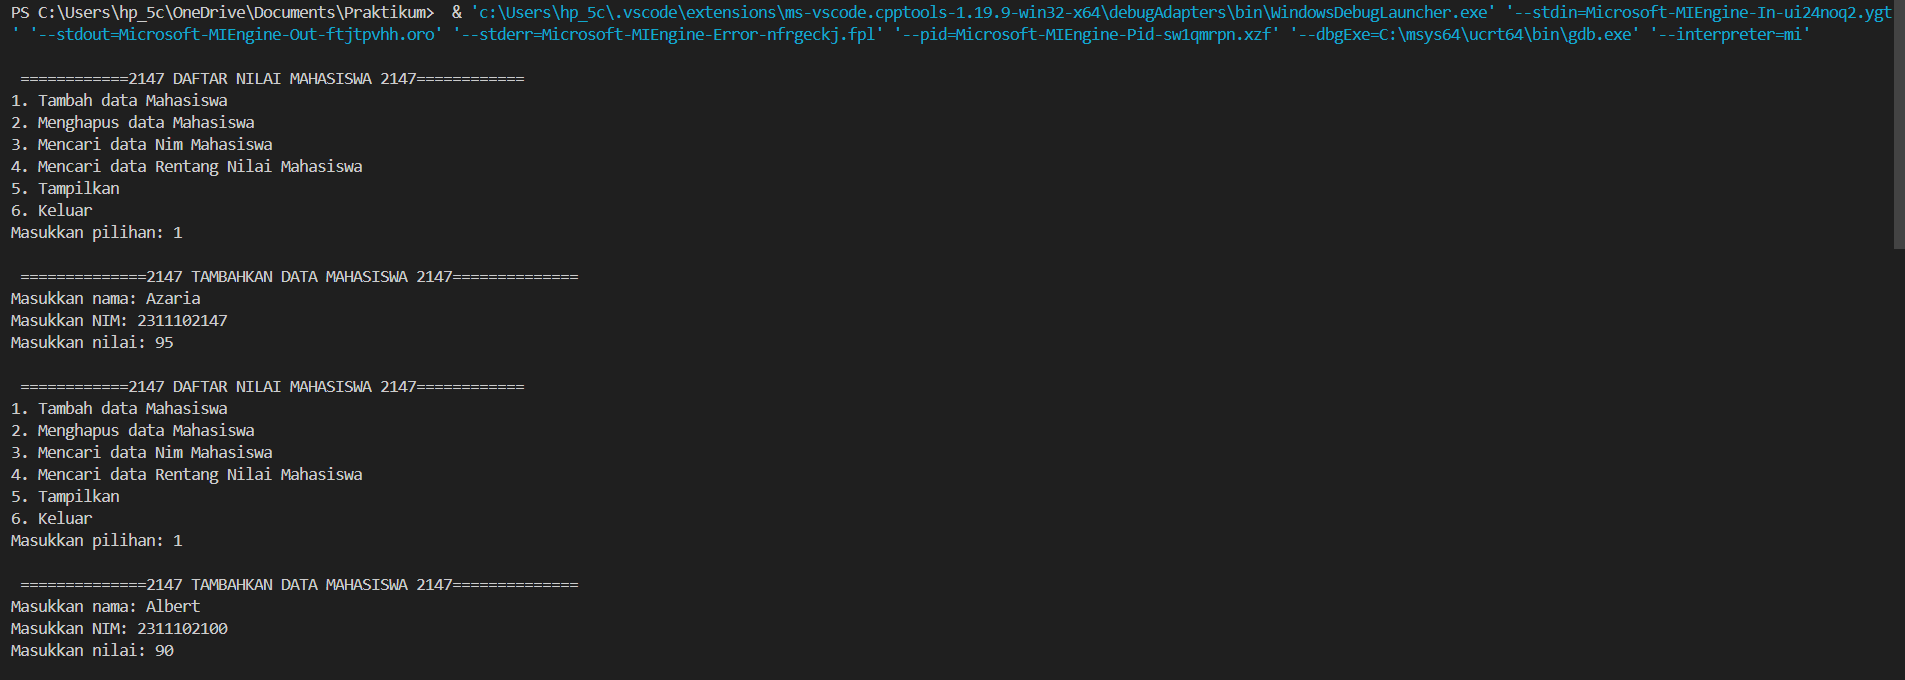 PS C:\Users\hp_5c\OneDrive\Documents\Praktikum>  & 'c:\Users\hp_5c\.vscode\extensions\ms-vscode.cpptools-1.19.9-win32-x64\debugAdapters\bin\WindowsDebugLauncher.exe' '--stdin=Microsoft-MIEngine-In-ui24noq2.ygt
' '--stdout=Microsoft-MIEngine-Out-ftjtpvhh.oro' '--stderr=Microsoft-MIEngine-Error-nfrgeckj.fpl' '--pid=Microsoft-MIEngine-Pid-sw1qmrpn.xzf' '--dbgExe=C:\msys64\ucrt64\bin\gdb.exe' '--interpreter=mi'
============2147 DAFTAR NILAI MAHASISWA 2147============
1. Tambah data Mahasiswa
2. Menghapus data Mahasiswa
3. Mencari data Nim Mahasiswa
4. Mencari data Rentang Nilai Mahasiswa
5. Tampilkan
6. Keluar
Masukkan pilihan: 1
==============2147 TAMBAHKAN DATA MAHASISWA 2147==============
Masukkan nama: Azaria
Masukkan NIM: 2311102147
Masukkan nilai: 95
============2147 DAFTAR NILAI MAHASISWA 2147============
1. Tambah data Mahasiswa
2. Menghapus data Mahasiswa
3. Mencari data Nim Mahasiswa
4. Mencari data Rentang Nilai Mahasiswa
5. Tampilkan
6. Keluar
Masukkan pilihan: 1
==============2147 TAMBAHKAN DATA MAHASISWA 2147==============
Masukkan nama: Albert
Masukkan NIM: 2311102100
Masukkan nilai: 90